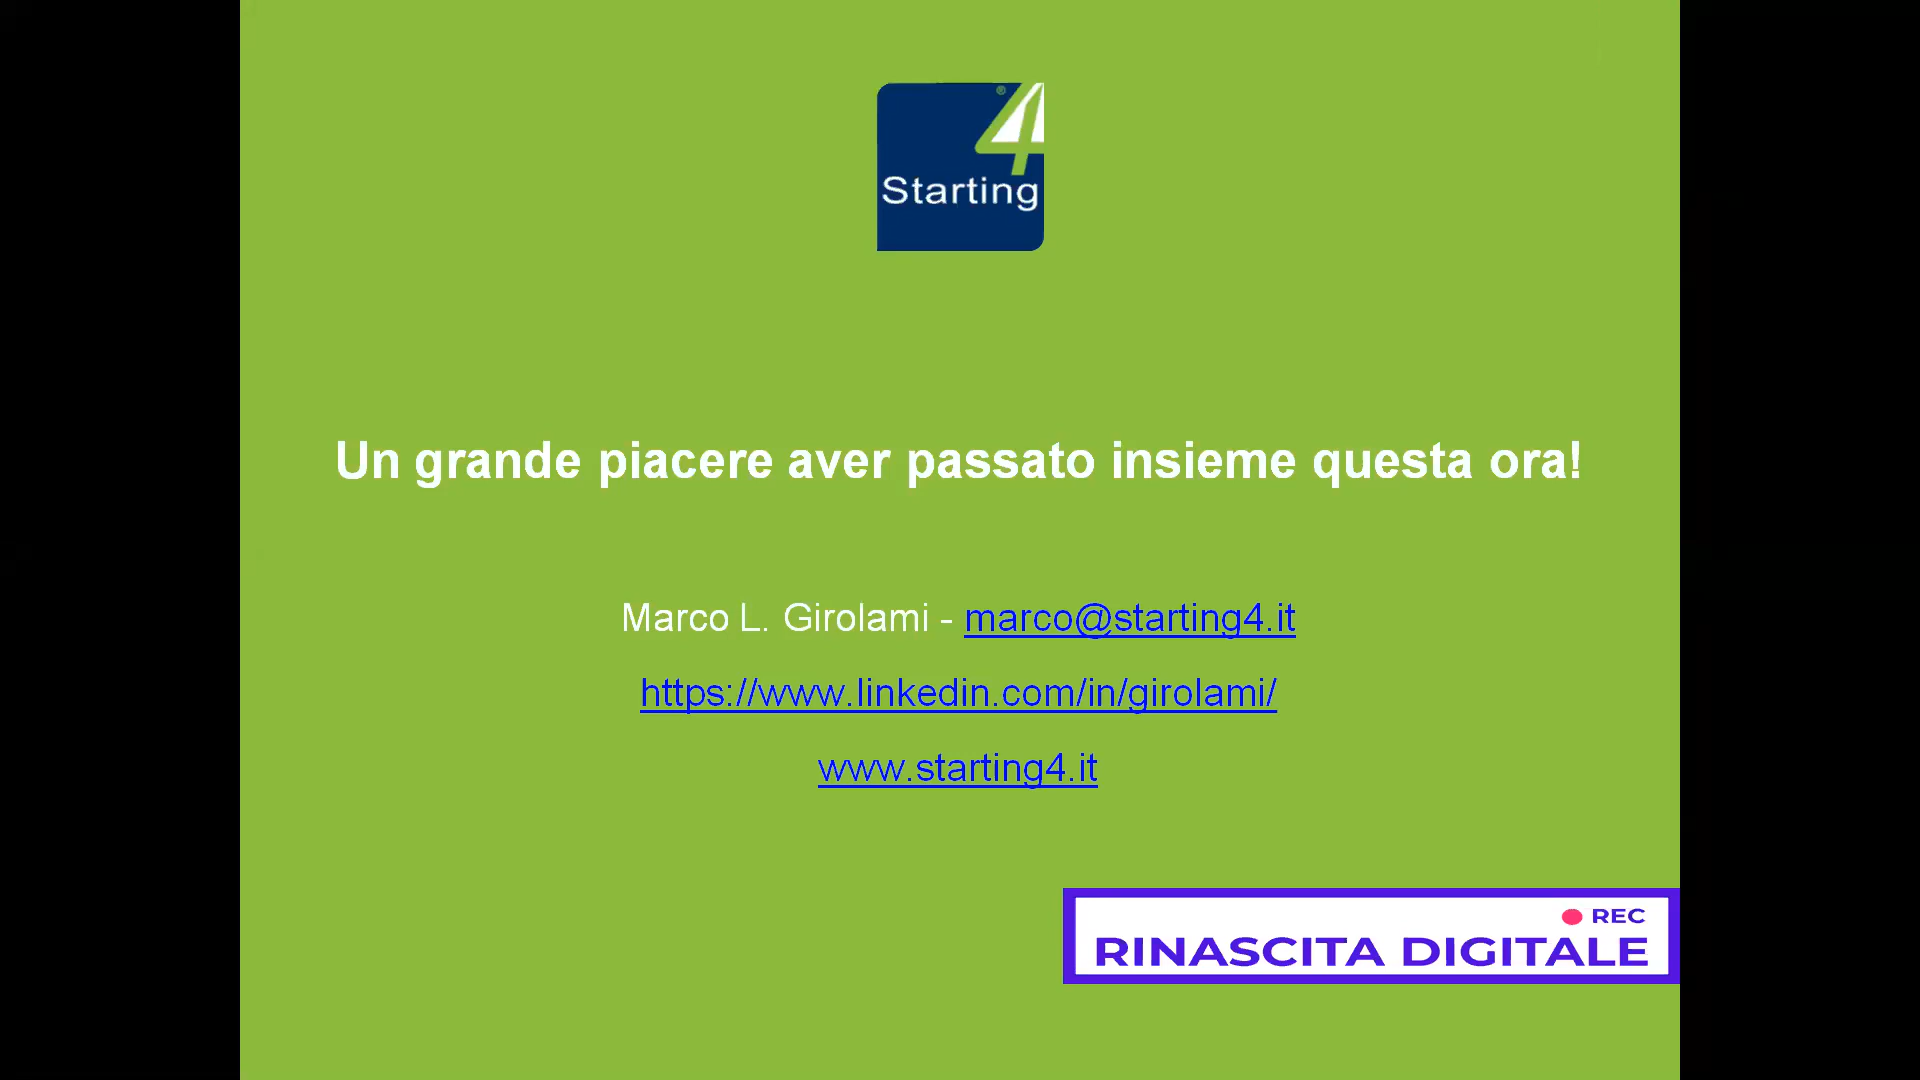 4
®
Starting
Un grande piacere aver passato insieme questa ora!
Marco L. Girolami - marco@starting4.it
https://www.linkedin.com/in/girolami/
www.starting4.it
REC
RINASCITA DIGITALE